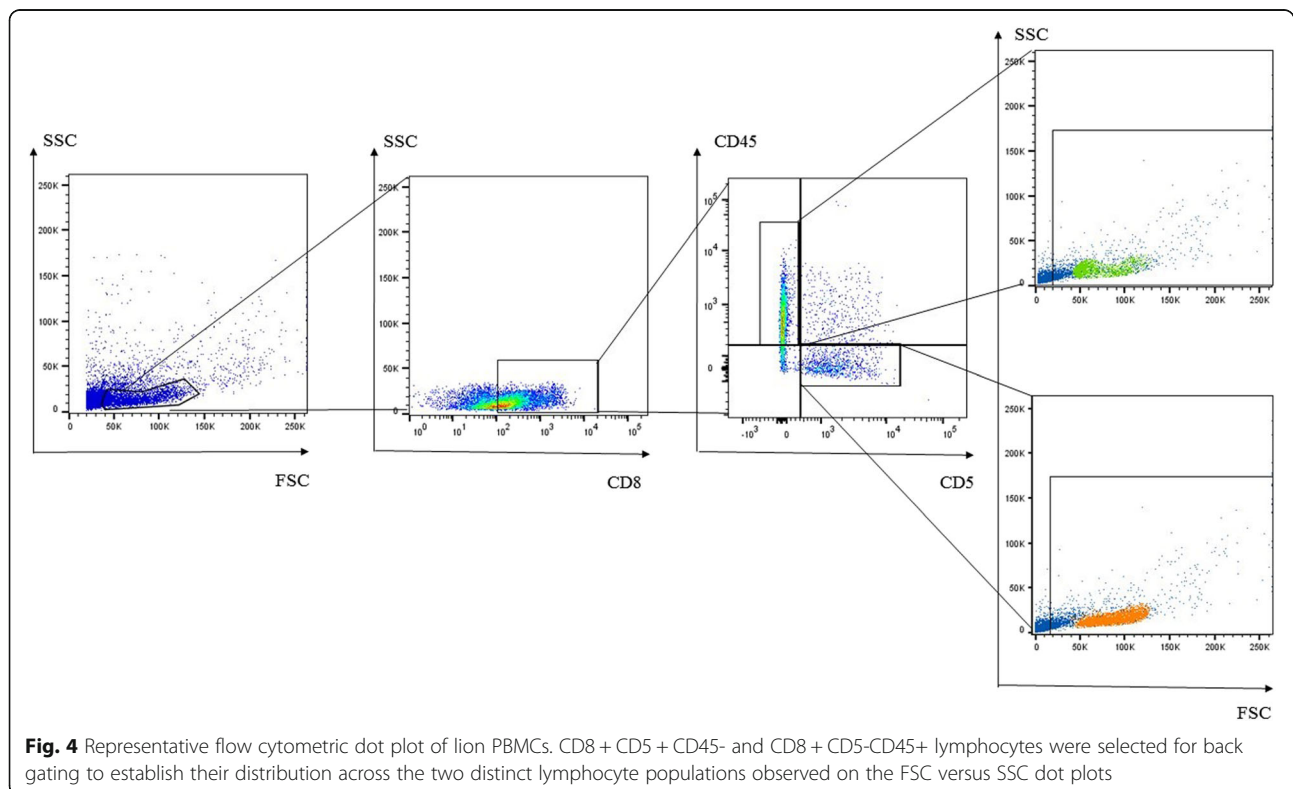 SSC
250K
200K
150K
100K
50K
0
0 50K 100K 150K 200K 250K
FSC
SSC
250K
200K
150K
100K
50K
0
10^0 10^1 10^2 10^3 10^4 10^5
CD8
CD45
10^5
10^4
10^3
0
-10^3 0 10^3 10^4 10^5
CD5
SSC
250K
200K
150K
100K
50K
0
0 50K 100K 150K 200K 250K
SSC
250K
200K
150K
100K
50K
0
0 50K 100K 150K 200K 250K
FSC
Fig. 4 Representative flow cytometric dot plot of lion PBMCs. CD8 + CD5 + CD45- and CD8 + CD5-CD45+ lymphocytes were selected for back
gating to establish their distribution across the two distinct lymphocyte populations observed on the FSC versus SSC dot plots